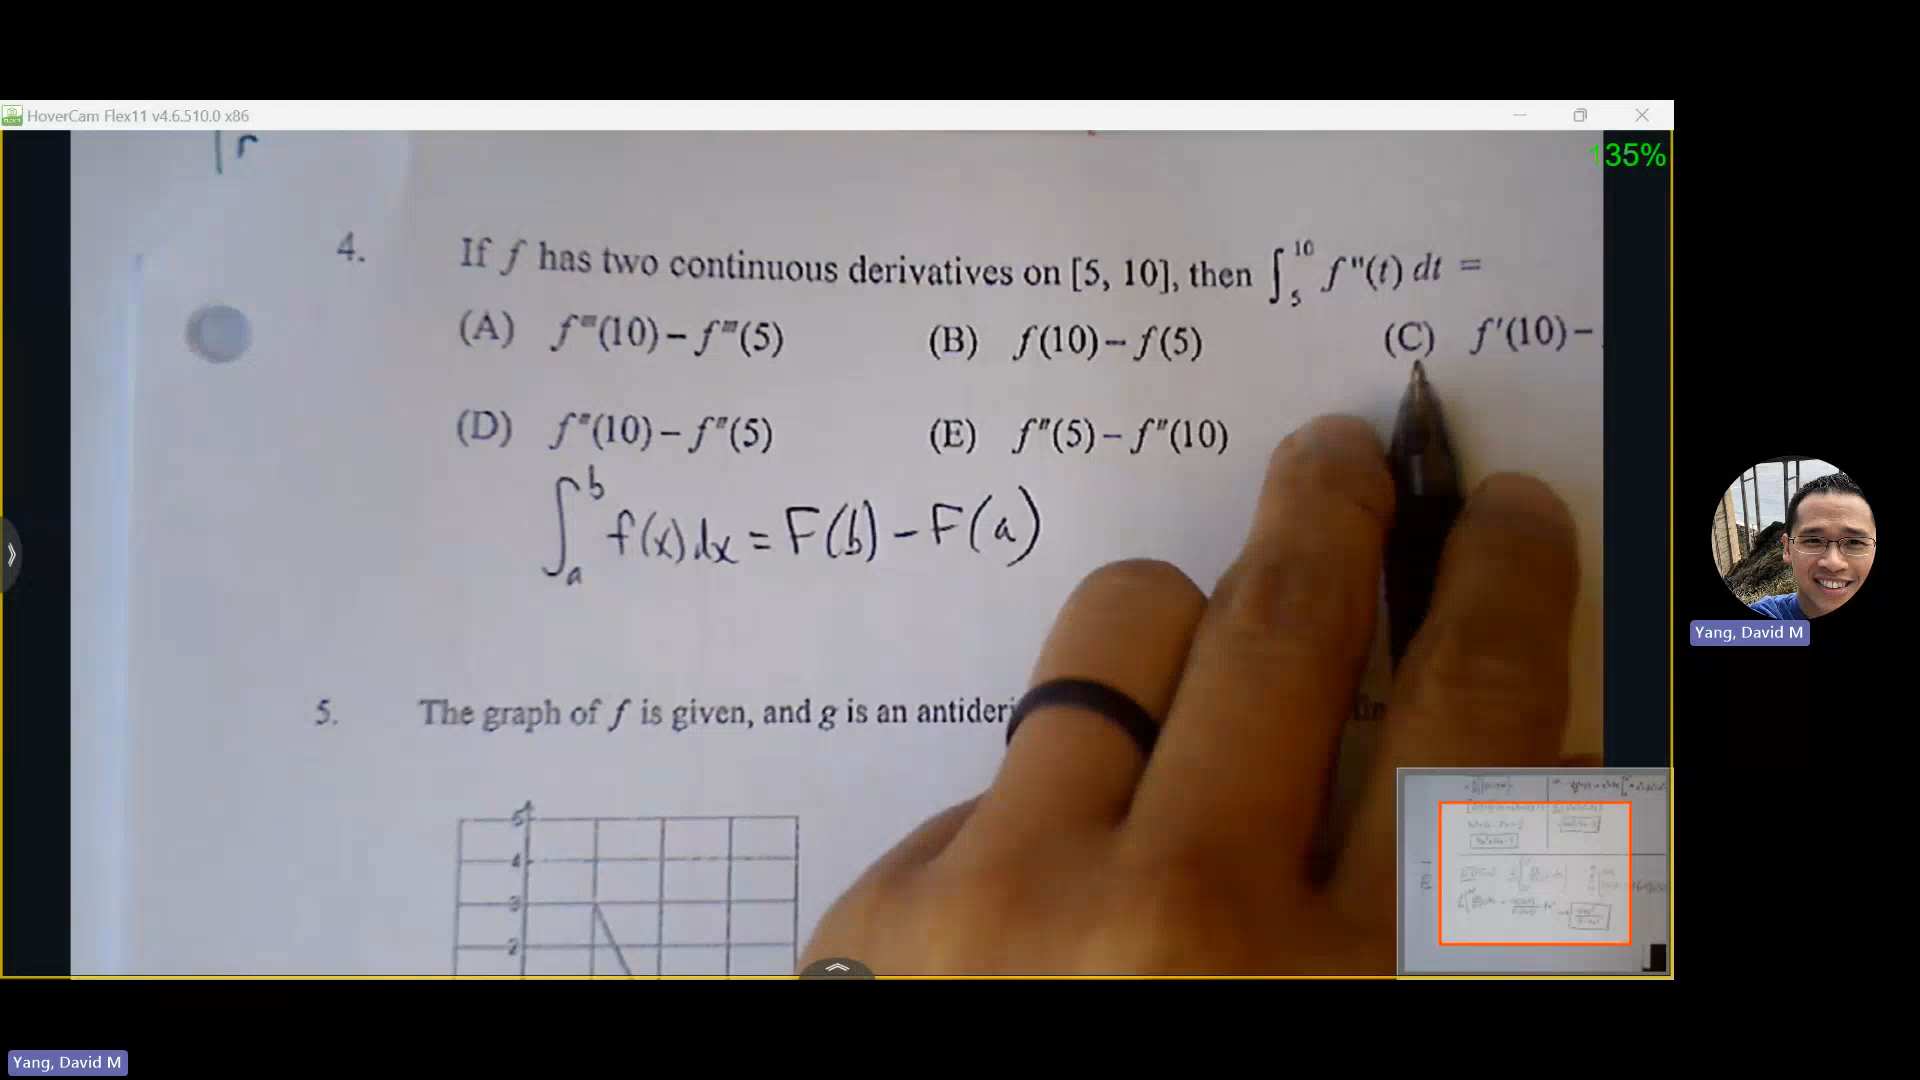 HoverCam Flex11 v4.6.510.0 x86
135%
4. If f has two continuous derivatives on [5, 10], then ∫₅¹⁰ f"(t) dt =
(A) f'''(10) – f'''(5) (B) f(10) – f(5) (C) f'(10) –
(D) f"(10) – f"(5) (E) f"(5) – f"(10)
∫ₐᵇ f(x) dx = F(b) – F(a)
5. The graph of f is given, and g is an
5
4
3
2
Yang, David M
Yang, David M